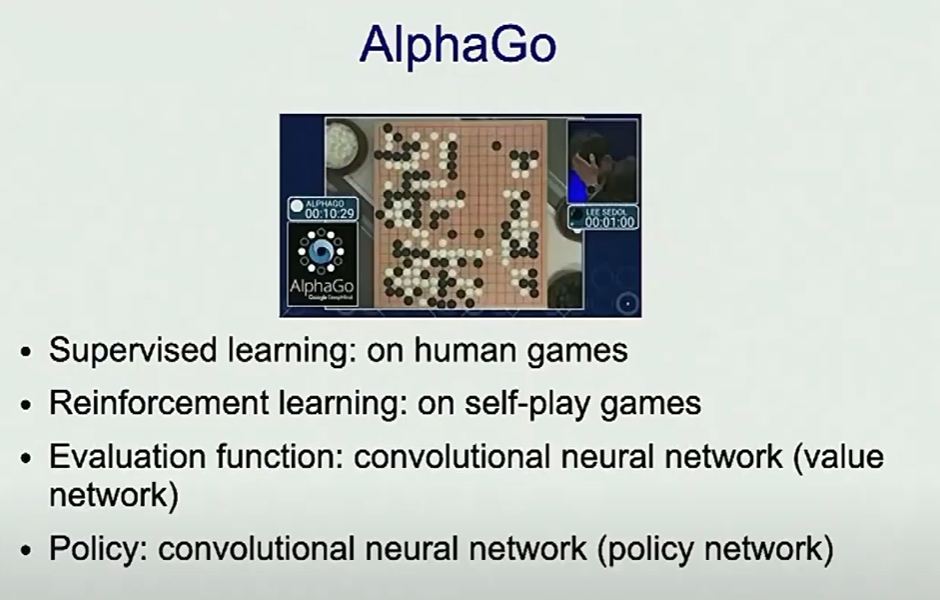 AlphaGo
ALPHAGO
00:10:29
LEE SEDOL
00:01:00
AlphaGo
Google DeepMind
• Supervised learning: on human games
• Reinforcement learning: on self-play games
• Evaluation function: convolutional neural network (value
network)
• Policy: convolutional neural network (policy network)